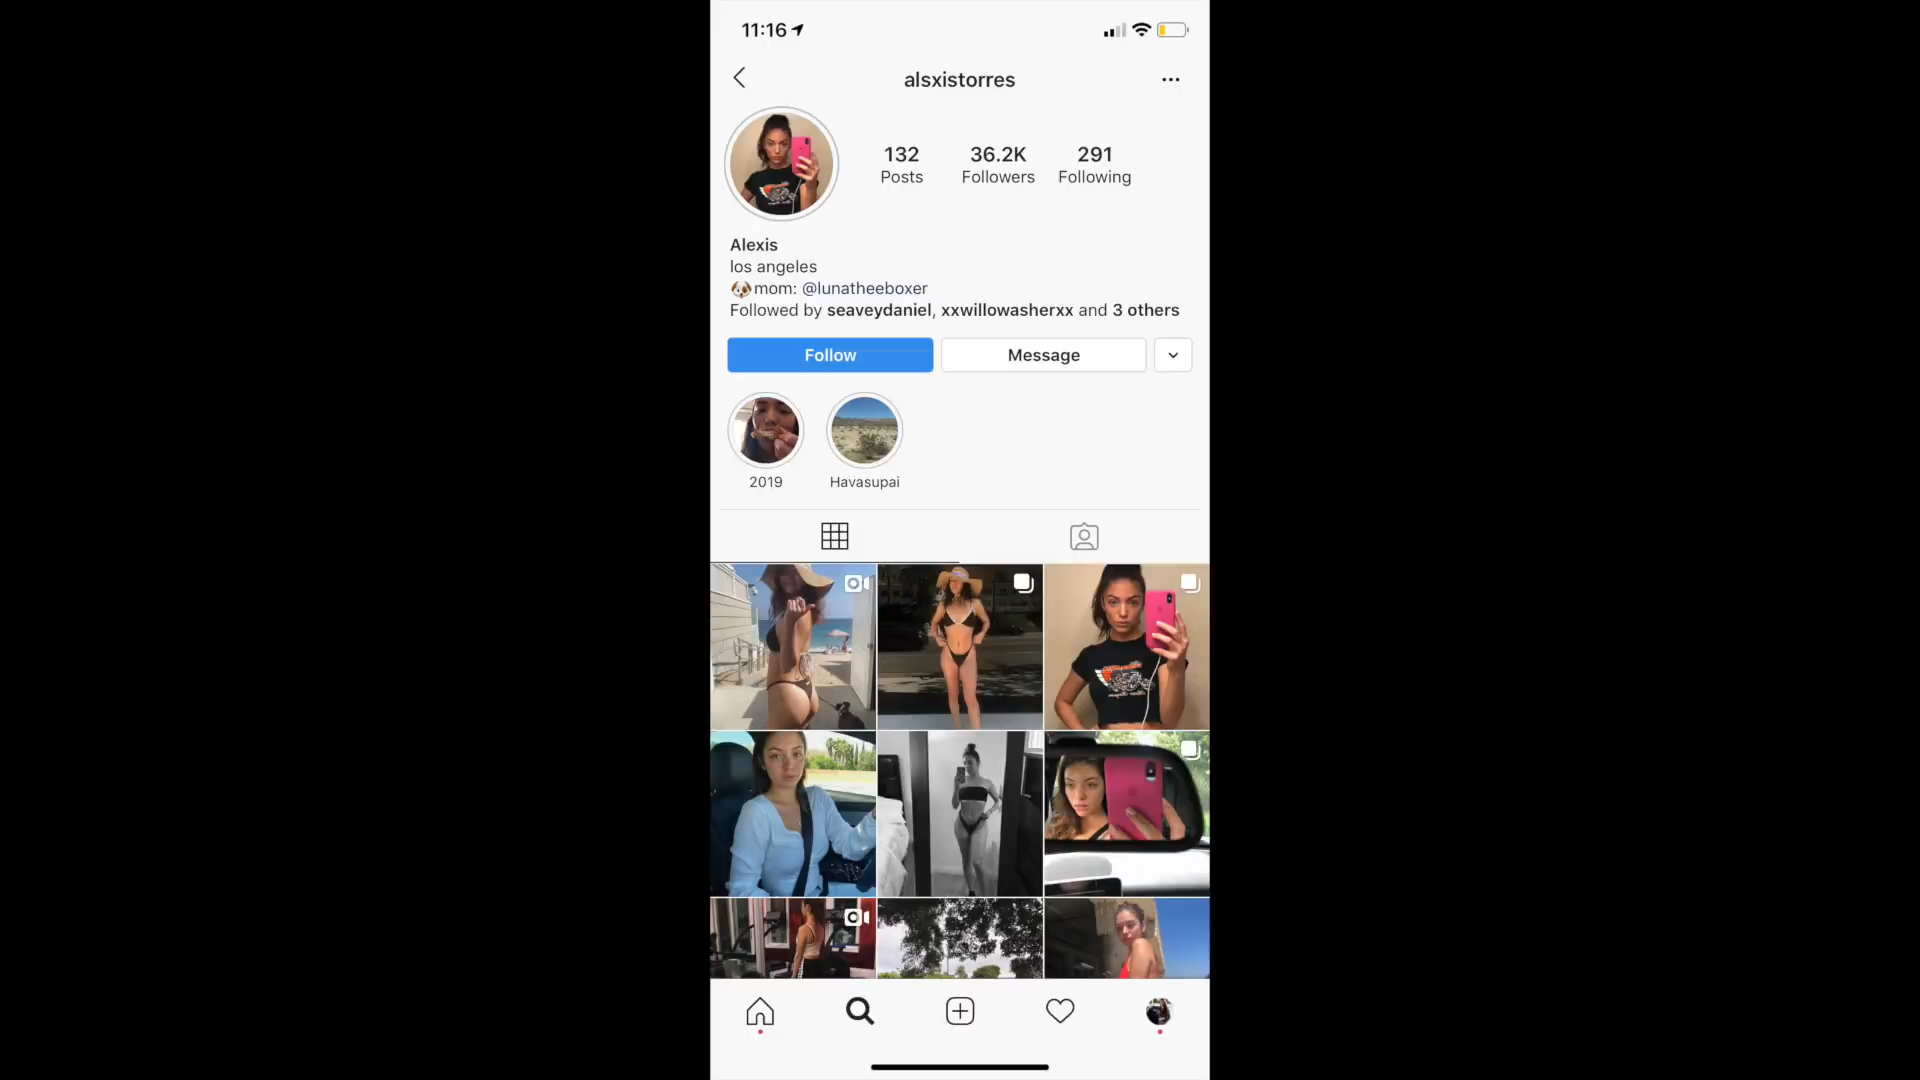 11:16
alsxistorres
132 36.2K 291
Posts Followers Following
Alexis
los angeles
mom: @lunatheeboxer
Followed by seaveydaniel, xxwillowasherxx and 3 others
Follow Message
2019 Havasupai